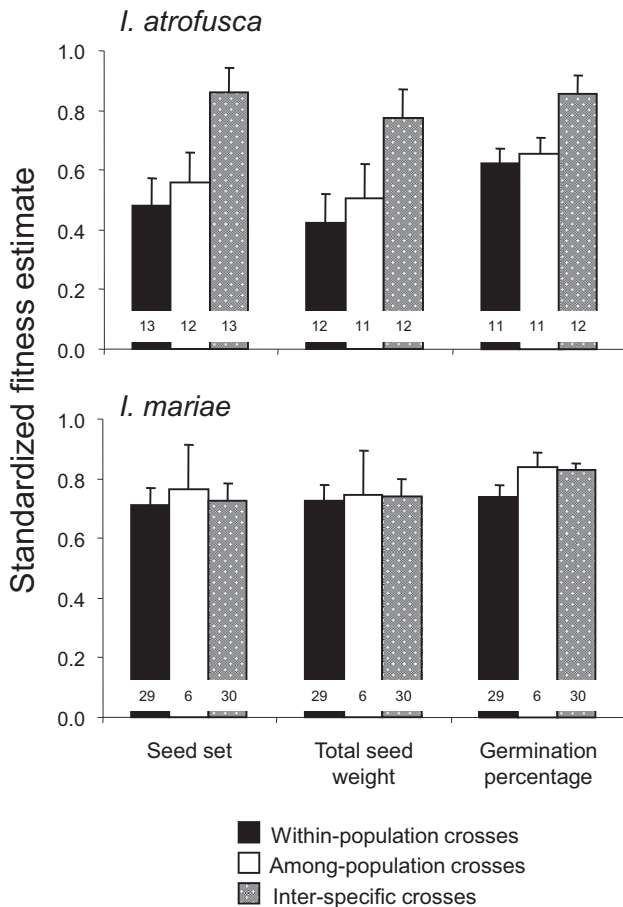 I. atrofusca
1.0
0.8
0.6
0.4
0.2
0.0
13 12 13 12 11 12 11 11 12
Standardized fitness estimate
I. mariae
1.0
0.8
0.6
0.4
0.2
0.0
29 6 30 29 6 30 29 6 30
Seed set Total seed Germination
weight percentage
Within-population crosses
Among-population crosses
Inter-specific crosses